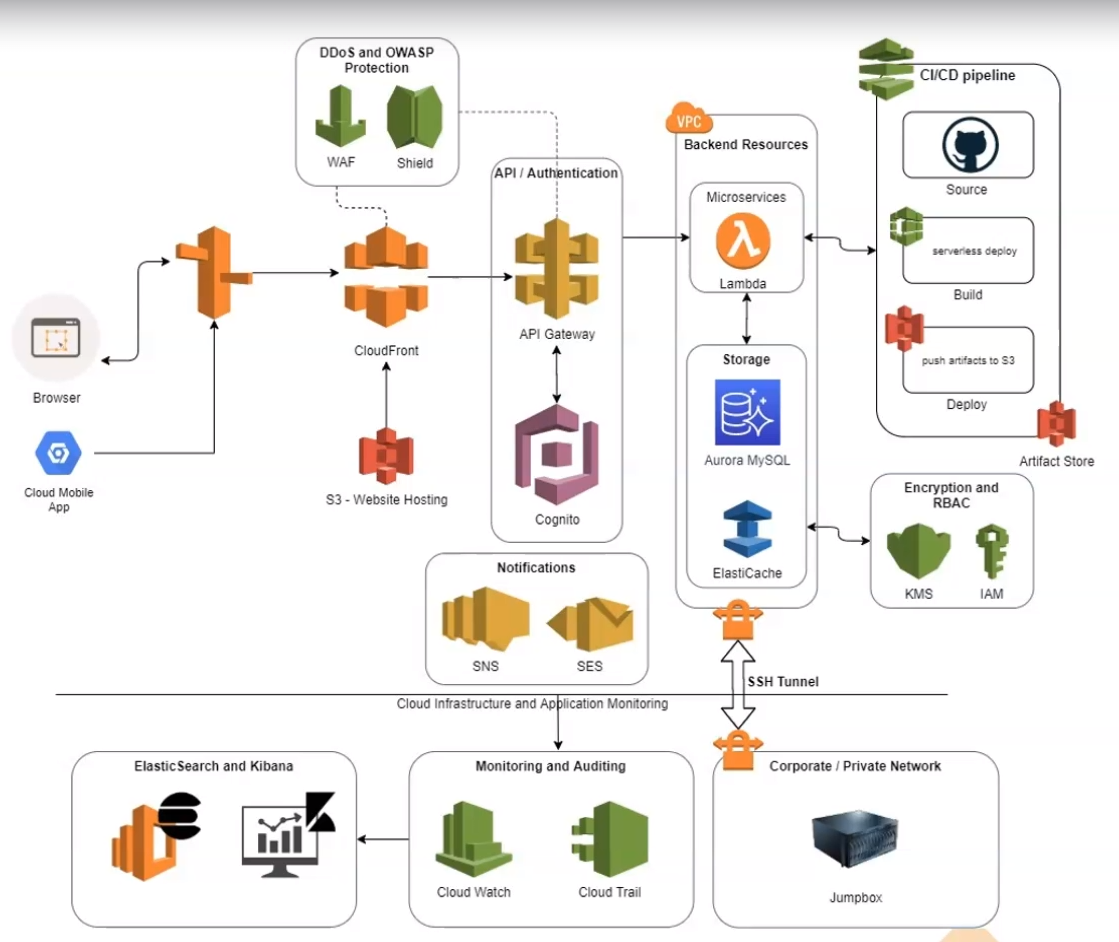 DDoS and OWASP
Protection
WAF
Shield
CI/CD pipeline
Source
serverless deploy
Build
push artifacts to S3
Deploy
Artifact Store
VPC
Backend Resources
Microservices
Lambda
API / Authentication
API Gateway
Cognito
CloudFront
S3 - Website Hosting
Browser
Cloud Mobile
App
Storage
Aurora MySQL
ElastiCache
Encryption and
RBAC
KMS
IAM
Notifications
SNS
SES
SSH Tunnel
Cloud Infrastructure and Application Monitoring
ElasticSearch and Kibana
Monitoring and Auditing
Cloud Watch
Cloud Trail
Corporate / Private Network
Jumpbox